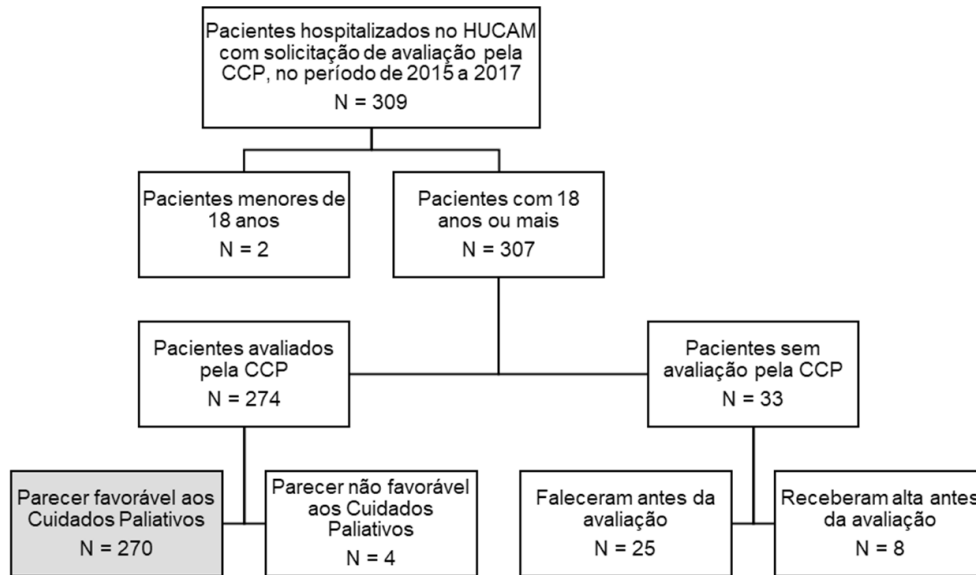 Pacientes hospitalizados no HUCAM
com solicitação de avaliação pela
CCP, no período de 2015 a 2017
N = 309
Pacientes menores de
18 anos
N = 2
Pacientes com 18
anos ou mais
N = 307
Pacientes avaliados
pela CCP
N = 274
Pacientes sem
avaliação pela CCP
N = 33
Parecer favorável aos
Cuidados Paliativos
N = 270
Parecer não favorável
aos Cuidados
Paliativos
N = 4
Faleceram antes da
avaliação
N = 25
Receberam alta antes
da avaliação
N = 8